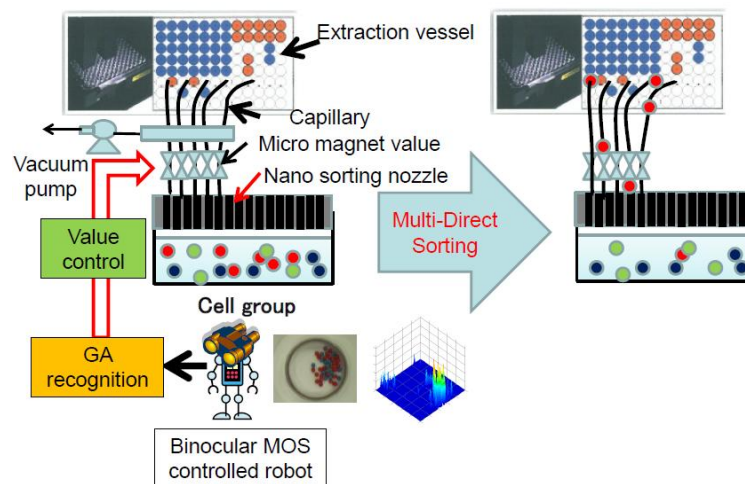 Extraction vessel
Capillary
Micro magnet value
Nano sorting nozzle
Vacuum
pump
Value
control
Multi-Direct
Sorting
Cell group
GA
recognition
Binocular MOS
controlled robot